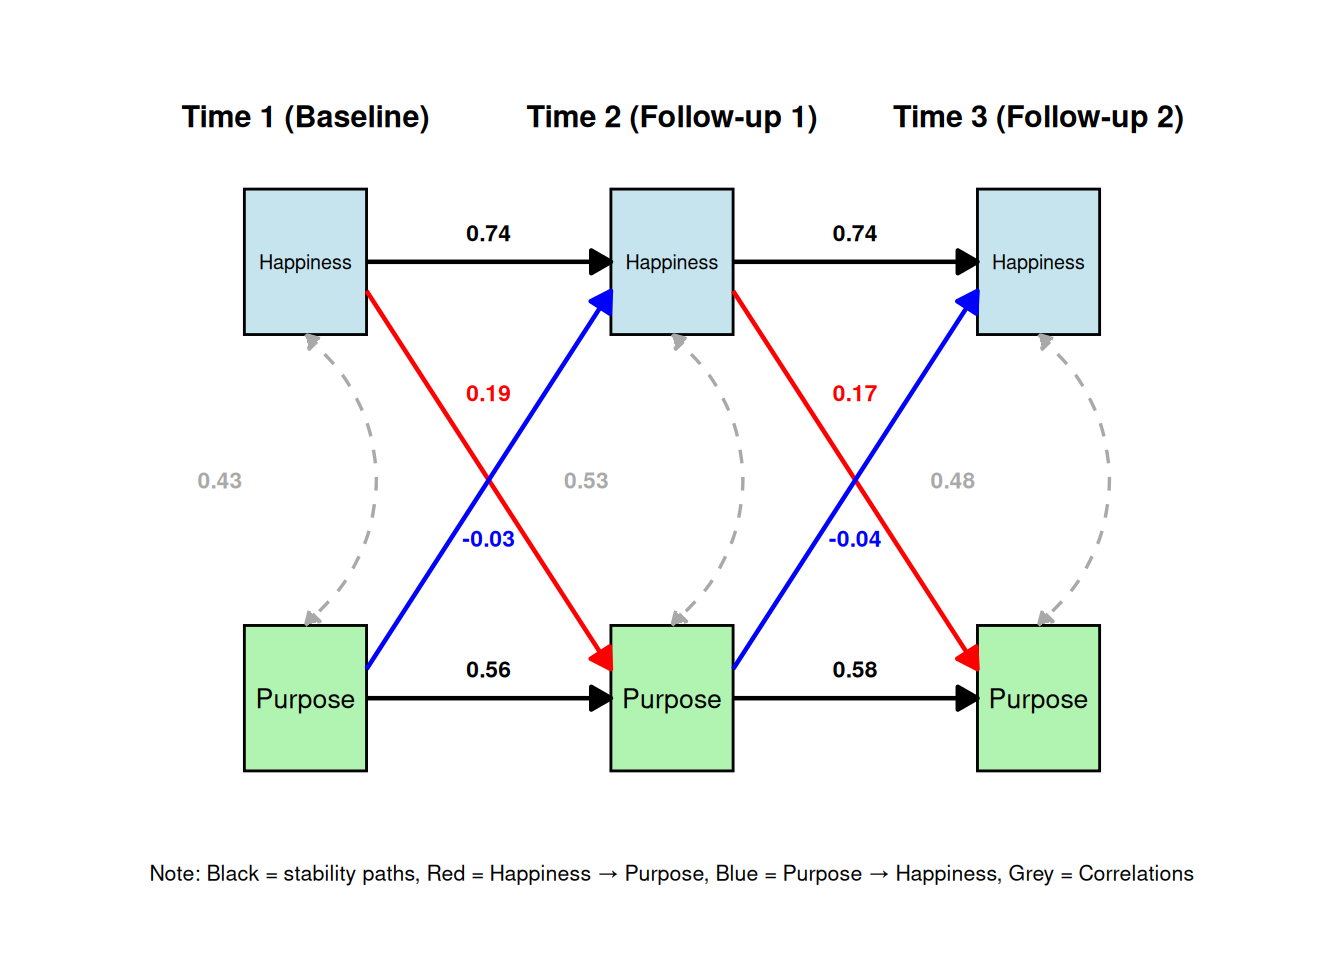 Time 1 (Baseline)
Time 2 (Follow-up 1)
Time 3 (Follow-up 2)
0.74
0.74
Happiness
Happiness
Happiness
0.19
0.17
0.43
0.53
0.48
-0.03
-0.04
0.56
0.58
Purpose
Purpose
Purpose
Note: Black = stability paths, Red = Happiness → Purpose, Blue = Purpose → Happiness, Grey = Correlations